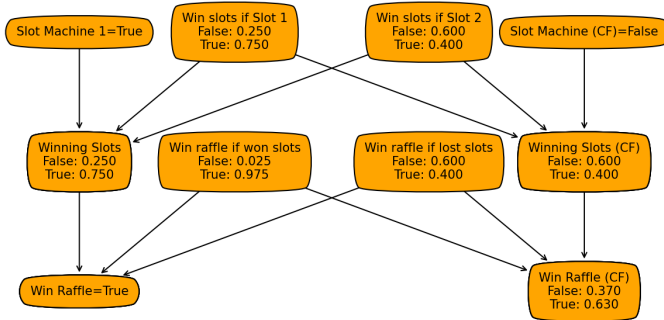 Slot Machine 1=True
Win slots if Slot 1
False: 0.250
True: 0.750
Win slots if Slot 2
False: 0.600
True: 0.400
Slot Machine (CF)=False
Winning Slots
False: 0.250
True: 0.750
Win raffle if won slots
False: 0.025
True: 0.975
Win raffle if lost slots
False: 0.600
True: 0.400
Winning Slots (CF)
False: 0.600
True: 0.400
Win Raffle=True
Win Raffle (CF)
False: 0.370
True: 0.630